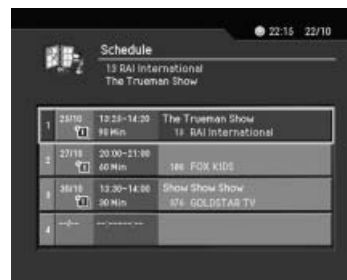 22:15 22/10
Schedule
13 RAI International
The Trueman Show
1 25/10 13:25~14:20 The Trueman Show
90 Min 13 RAI International
2 27/10 20:00~21:00
60 Min FOX KIDS
3 30/10 13:30~14:00 Show Show Show
30 Min GOLDSTAR TV
4 --/-- --:--~--:--